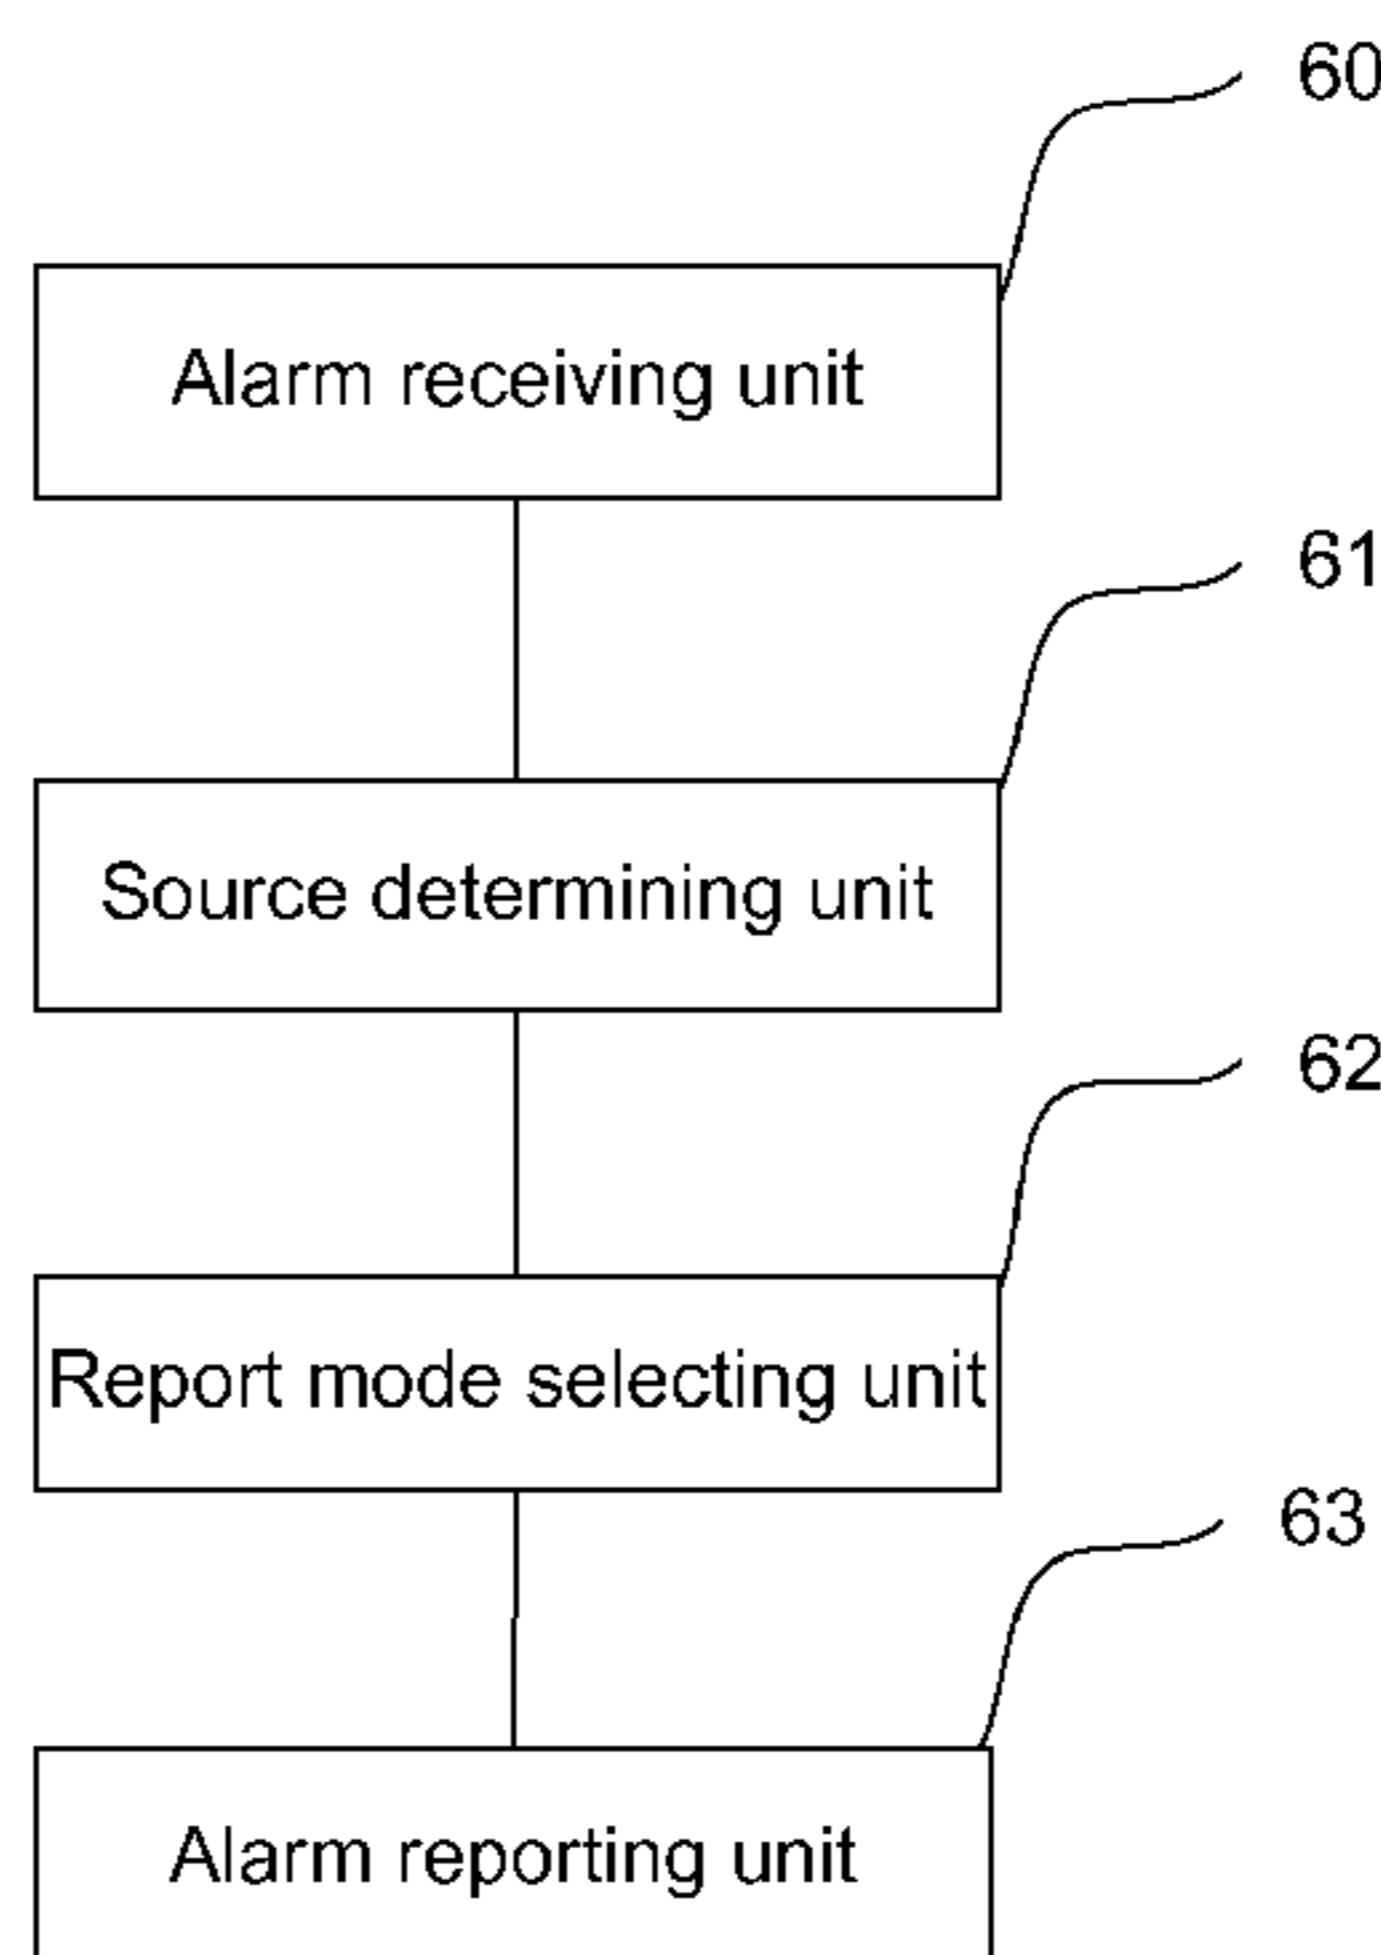 60
Alarm receiving unit
61
Source determining unit
62
Report mode selecting unit
63
Alarm reporting unit